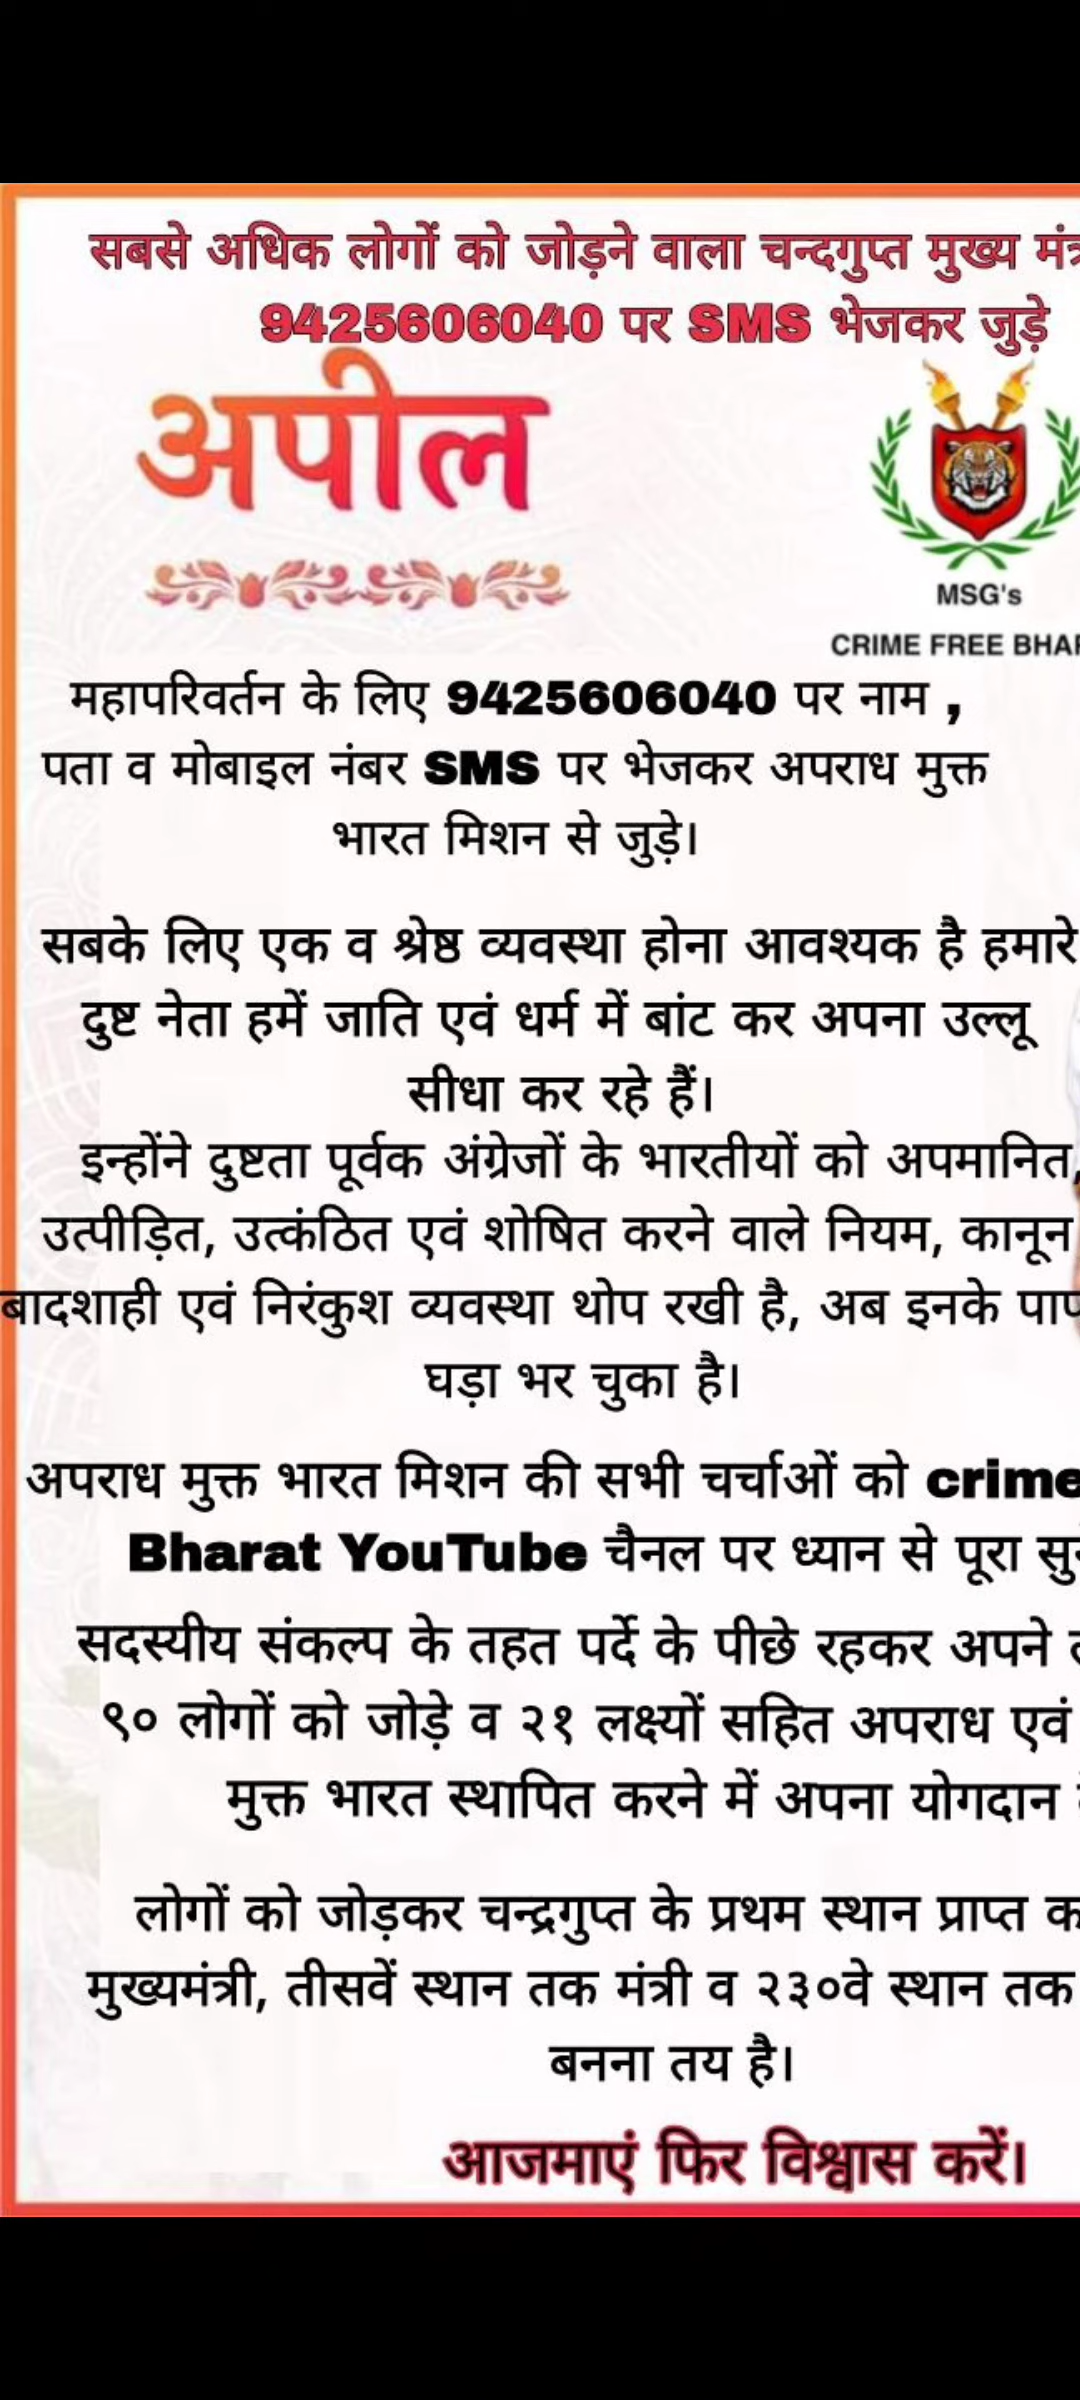 सबसे अधिक लोगों को जोड़ने वाला चन्दगुप्त मुख्य
9425606040 पर SMS भेजकर जुड़े
अपील
MSG's
CRIME FREE
महापरिवर्तन के लिए 9425606040 पर नाम ,
पता व मोबाइल नंबर SMS पर भेजकर अपराध मुक्त
भारत मिशन से जुड़े।
सबके लिए एक व श्रेष्ठ व्यवस्था होना आवश्यक है हमारे
दुष्ट नेता हमें जाति एवं धर्म में बांट कर अपना उल्लू
सीधा कर रहे हैं।
इन्होंने दुष्टता पूर्वक अंग्रेजों के भारतीयों को अपमानित,
उत्पीड़ित, उत्कंठित एवं शोषित करने वाले नियम, कानून
बादशाही एवं निरंकुश व्यवस्था थोप रखी है, अब इनके
घड़ा भर चुका है।
अपराध मुक्त भारत मिशन की सभी चर्चाओं को crime
Bharat YouTube चैनल पर ध्यान से पूरा
सदस्यीय संकल्प के तहत पर्दे के पीछे रहकर अपने
९० लोगों को जोड़े व २१ लक्ष्यों सहित अपराध एवं
मुक्त भारत स्थापित करने में अपना योगदान
लोगों को जोड़कर चन्द्रगुप्त के प्रथम स्थान प्राप्त
मुख्यमंत्री, तीसवें स्थान तक मंत्री व २३०वे स्थान तक
बनना तय है।
आजमाएं फिर विश्वास करें।